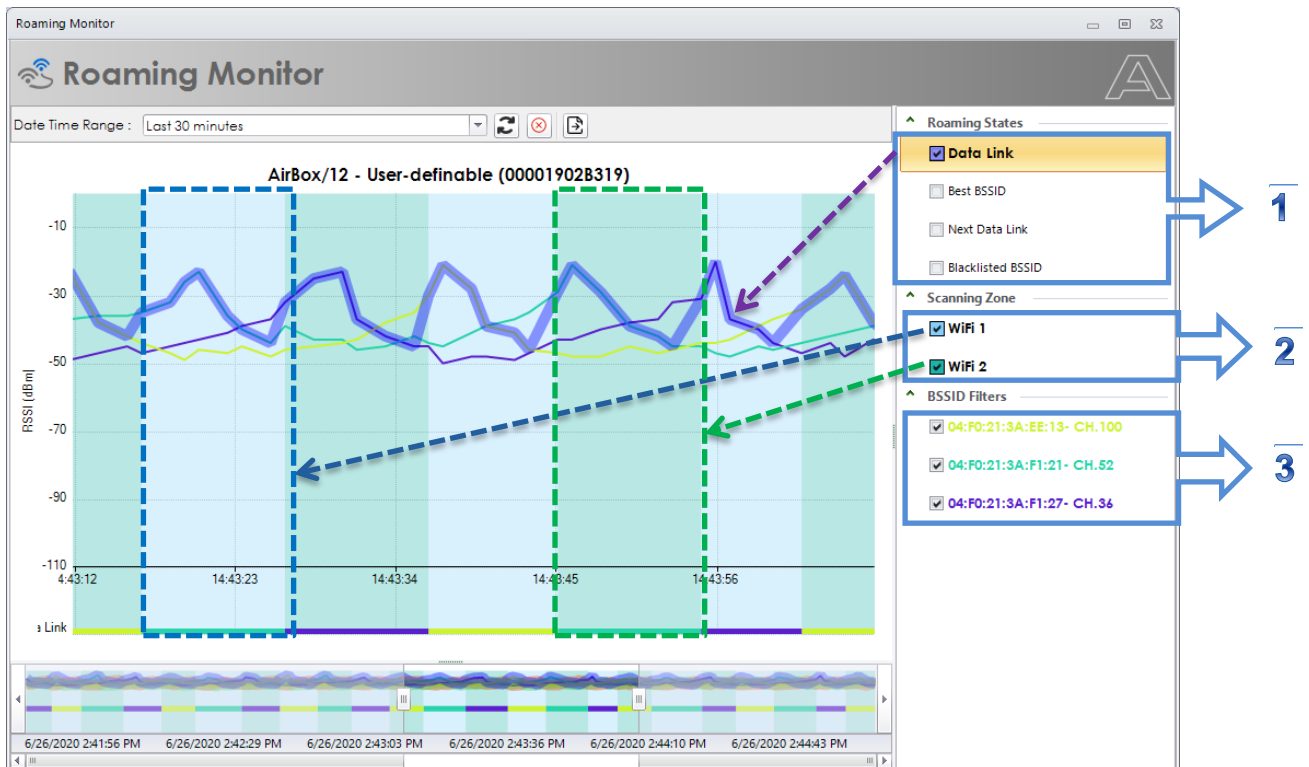 Roaming Monitor
Roaming Monitor
Date Time Range : Last 30 minutes
AirBox/12 - User-definable (00001902B319)
RSSI [dBm]
-10
-30
-50
-70
-90
-110
4:43:12 14:43:23 14:43:34 14:43:45 14:43:56
a Link
6/26/2020 2:41:56 PM 6/26/2020 2:42:29 PM 6/26/2020 2:43:03 PM 6/26/2020 2:43:36 PM 6/26/2020 2:44:10 PM 6/26/2020 2:44:43 PM
Roaming States
Data Link
Best BSSID
Next Data Link
Blacklisted BSSID
1
Scanning Zone
WiFi 1
WiFi 2
2
BSSID Filters
04:F0:21:3A:EE:13- CH.100
04:F0:21:3A:F1:21- CH.52
04:F0:21:3A:F1:27- CH.36
3